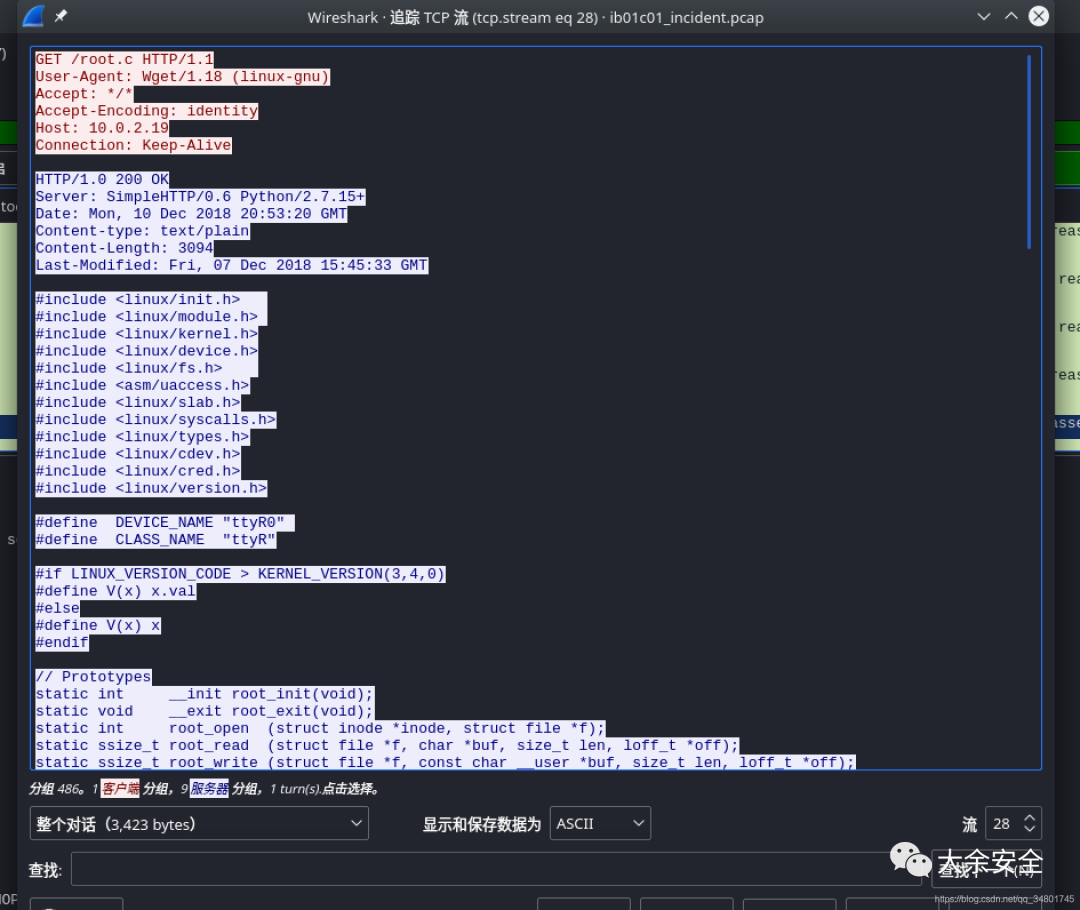 Wireshark · 追踪 TCP 流 (tcp.stream eq 28) · ib01c01_incident.pcap
GET /root.c HTTP/1.1
User-Agent: Wget/1.18 (linux-gnu)
Accept: */*
Accept-Encoding: identity
Host: 10.0.2.19
Connection: Keep-Alive
HTTP/1.0 200 OK
Server: SimpleHTTP/0.6 Python/2.7.15+
Date: Mon, 10 Dec 2018 20:53:20 GMT
Content-type: text/plain
Content-Length: 3094
Last-Modified: Fri, 07 Dec 2018 15:45:33 GMT
#include <linux/init.h>
#include <linux/module.h>
#include <linux/kernel.h>
#include <linux/device.h>
#include <linux/fs.h>
#include <asm/uaccess.h>
#include <linux/slab.h>
#include <linux/syscalls.h>
#include <linux/types.h>
#include <linux/cdev.h>
#include <linux/cred.h>
#include <linux/version.h>
#define  DEVICE_NAME "ttyR0"
#define  CLASS_NAME  "ttyR"
#if LINUX_VERSION_CODE > KERNEL_VERSION(3,4,0)
#define V(x) x.val
#else
#define V(x) x
#endif
// Prototypes
static int     __init root_init(void);
static void    __exit root_exit(void);
static int     root_open  (struct inode *inode, struct file *f);
static ssize_t root_read  (struct file *f, char *buf, size_t len, loff_t *off);
static ssize_t root_write (struct file *f, const char __user *buf, size_t len, loff_t *off);
分组 486。1 客户端 分组，9 服务器 分组，1 turn(s).点击选择。
整个对话（3,423 bytes） 显示和保存数据为 ASCII 流 28
查找:
大余安全
https://blog.csdn.net/qq_34801745